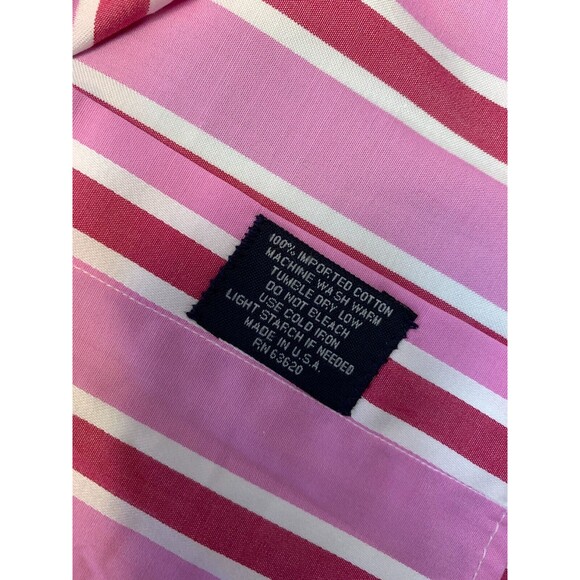 100% IMPORTED COTTON
MACHINE WASH WARM
TUMBLE DRY LOW
DO NOT BLEACH
USE COLD IRON
LIGHT STARCH IF NEEDED
MADE IN U.S.A.
RN 63620